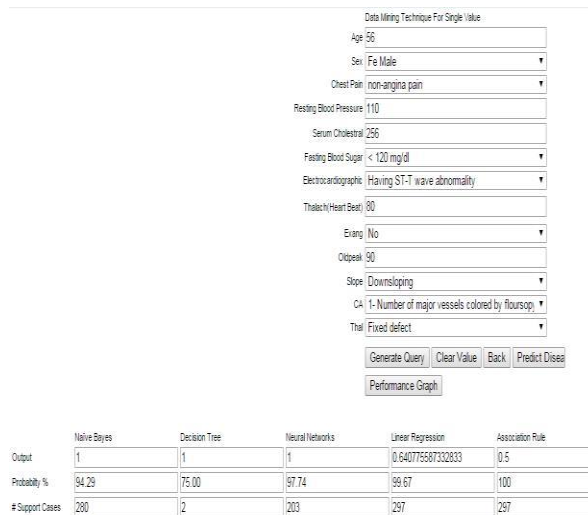 Data Mining Technique For Single Value
Age 56
Sex Fe Male
Chest Pain non-angina pain
Resting Blood Pressure 110
Serum Cholestral 256
Fasting Blood Sugar < 120 mg/dl
Electrocardiographic Having ST-T wave abnormality
Thalach(Heart Beat) 80
Exang No
Oldpeak 90
Slope Downsloping
CA 1- Number of major vessels colored by floursopy
Thal Fixed defect
Generate Query Clear Value Back Predict Disea
Performance Graph
Naïve Bayes Decision Tree Neural Networks Linear Regression Association Rule
Output 1 1 1 0.640775587332833 0.5
Probability % 94.29 75.00 97.74 99.67 100
# Support Cases 280 2 203 297 297